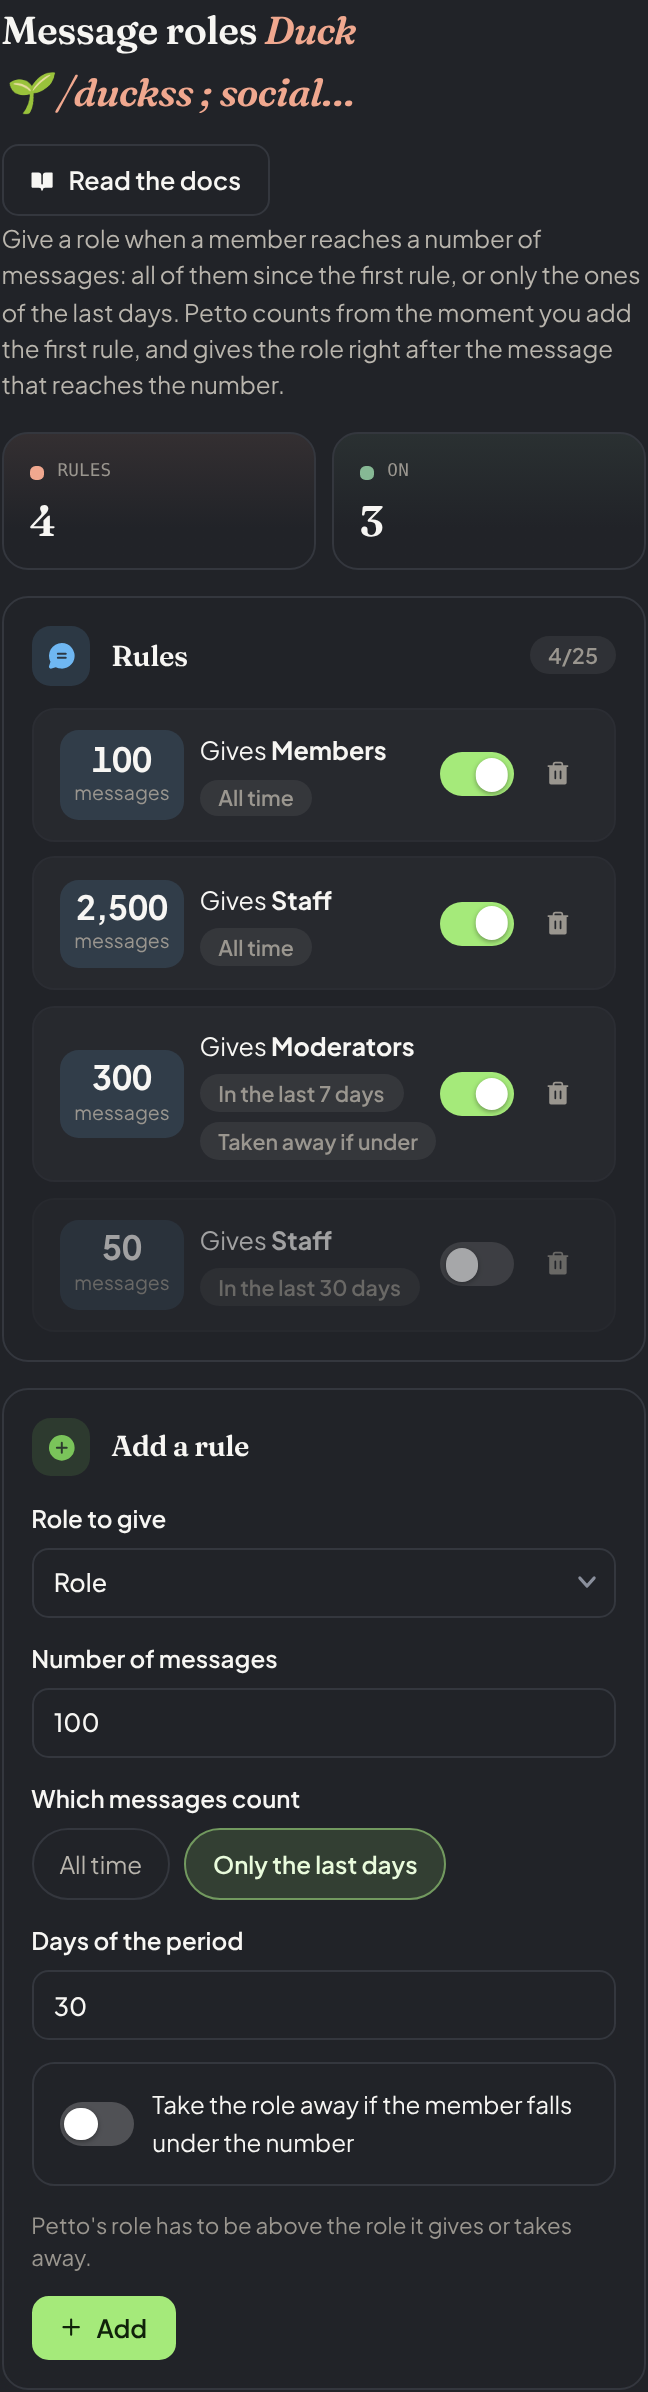 Message roles Duck
🌱/duckss ; social...
Read the docs
Give a role when a member reaches a number of
messages: all of them since the first rule, or only the ones
of the last days. Petto counts from the moment you add
the first rule, and gives the role right after the message
that reaches the number.
RULES
4
ON
3
Rules
4/25
100
messages
Gives Members
All time
2,500
messages
Gives Staff
All time
300
messages
Gives Moderators
In the last 7 days
Taken away if under
50
messages
Gives Staff
In the last 30 days
Add a rule
Role to give
Role
Number of messages
100
Which messages count
All time
Only the last days
Days of the period
30
Take the role away if the member falls
under the number
Petto's role has to be above the role it gives or takes
away.
+ Add